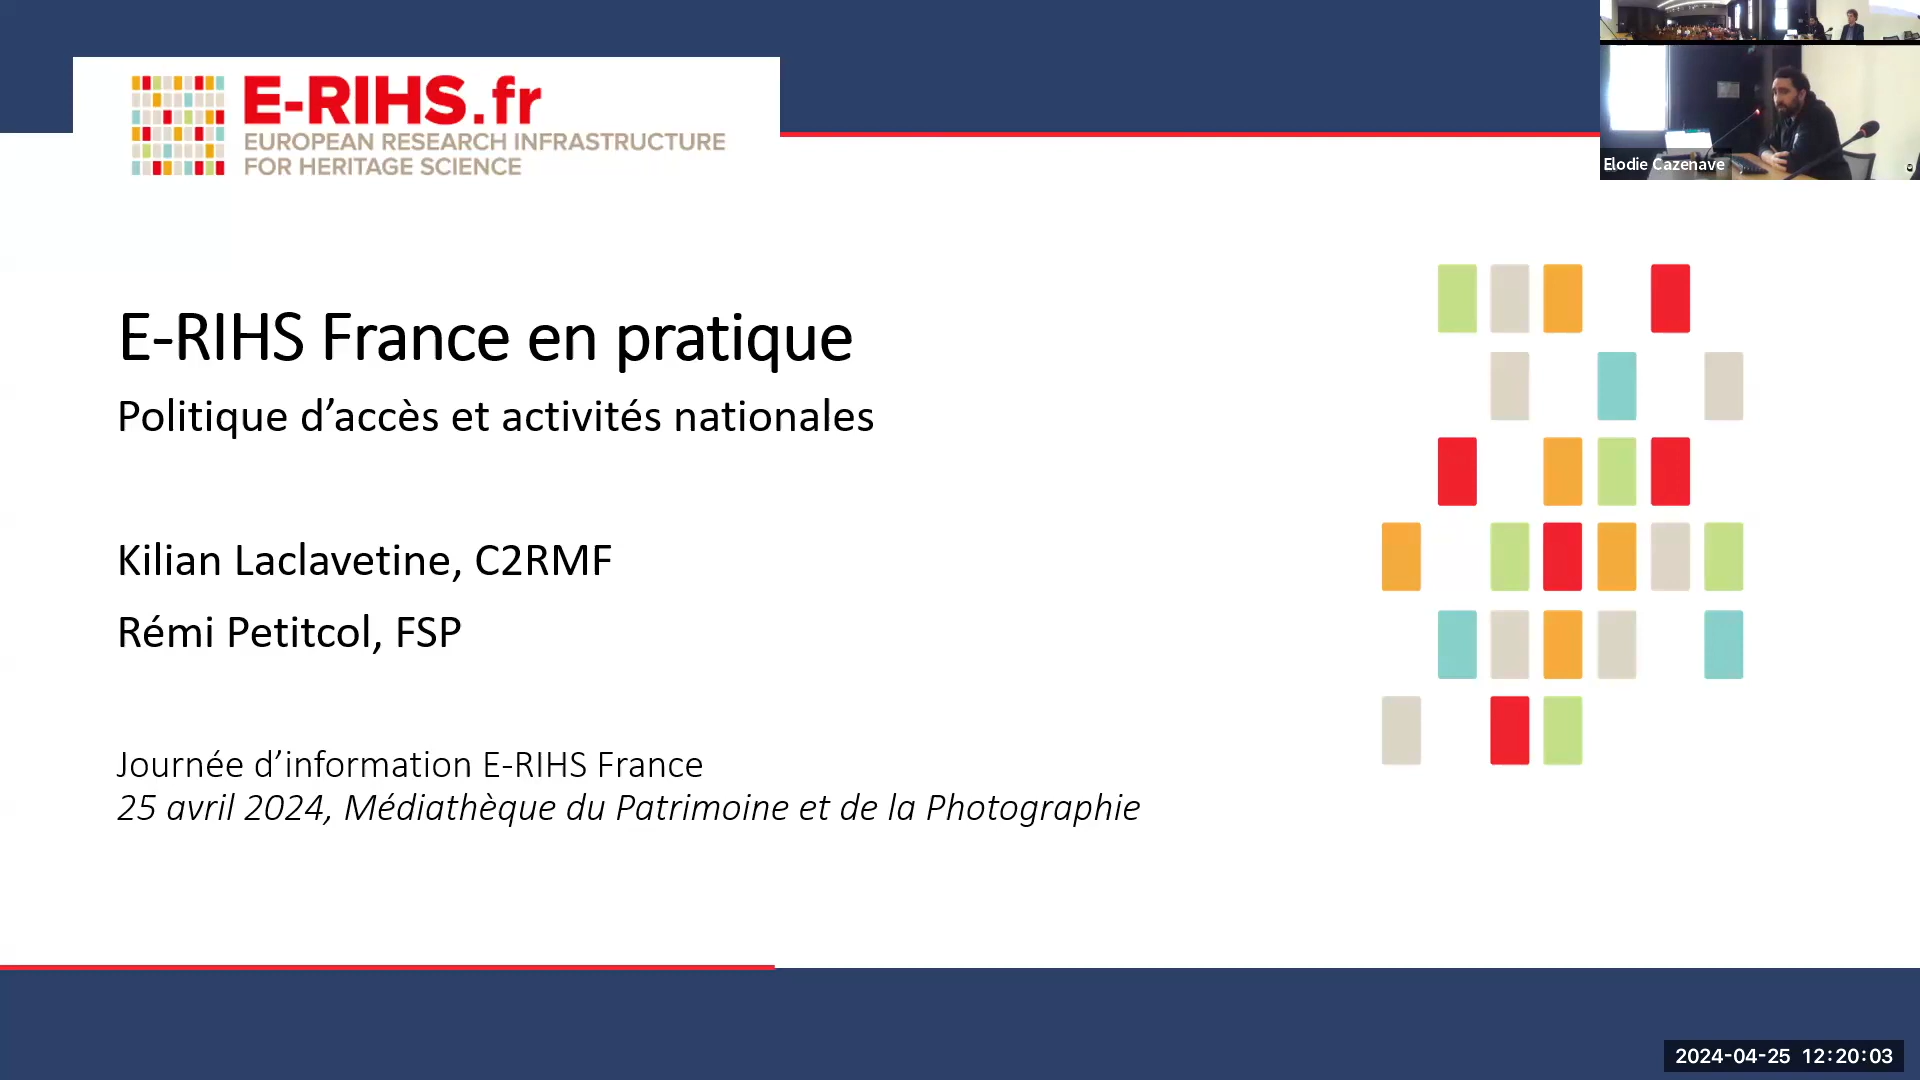 E-RIHS.fr
EUROPEAN RESEARCH INFRASTRUCTURE
FOR HERITAGE SCIENCE
Elodie Cazenave
E-RIHS France en pratique
Politique d’accès et activités nationales
Kilian Laclavetine, C2RMF
Rémi Petitcol, FSP
Journée d’information E-RIHS France
25 avril 2024, Médiathèque du Patrimoine et de la Photographie
2024-04-25 12:20:03